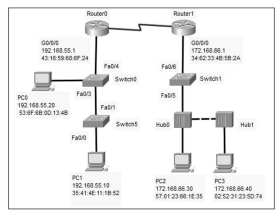 Router0
Router1
G0/0/0
192.168.55.1
43:16:59:68:6F:24
G0/0/0
172.168.66.1
34:62:33:4B:5B:2A
Fa0/4
Switch0
Fa0/6
Switch1
Fa0/3
Fa0/5
PC0
192.168.55.20
53:6F:6B:0D:13:4B
Fa0/1
Switch5
Fa0/0
Hub0
Hub1
PC1
192.168.55.10
35:41:4E:11:1B:52
PC2
172.168.66.30
57:01:23:66:1E:35
PC3
172.168.66.40
02:52:31:23:5D:74